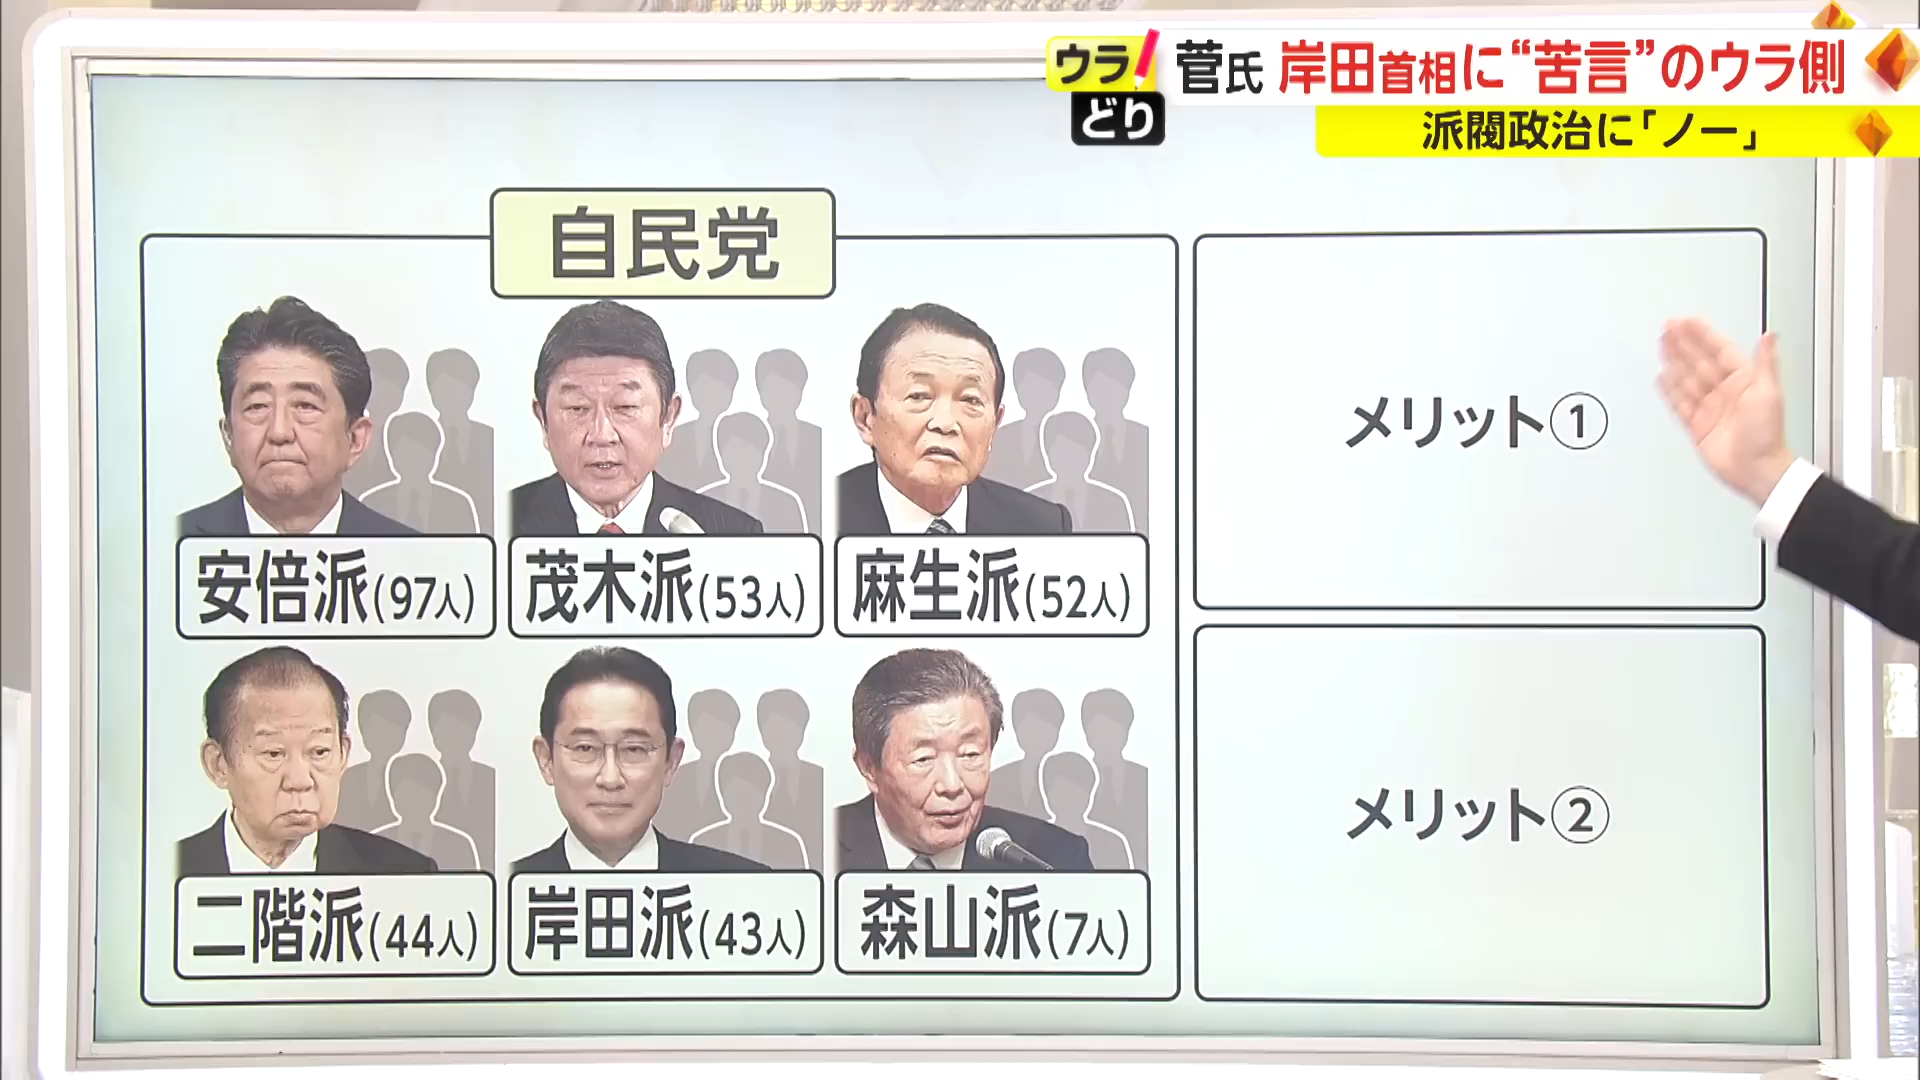 ウラ!
どり
菅氏 岸田首相に“苦言”のウラ側
派閥政治に「ノー」
自民党
安倍派(97人)
茂木派(53人)
麻生派(52人)
二階派(44人)
岸田派(43人)
森山派(7人)
メリット①
メリット②